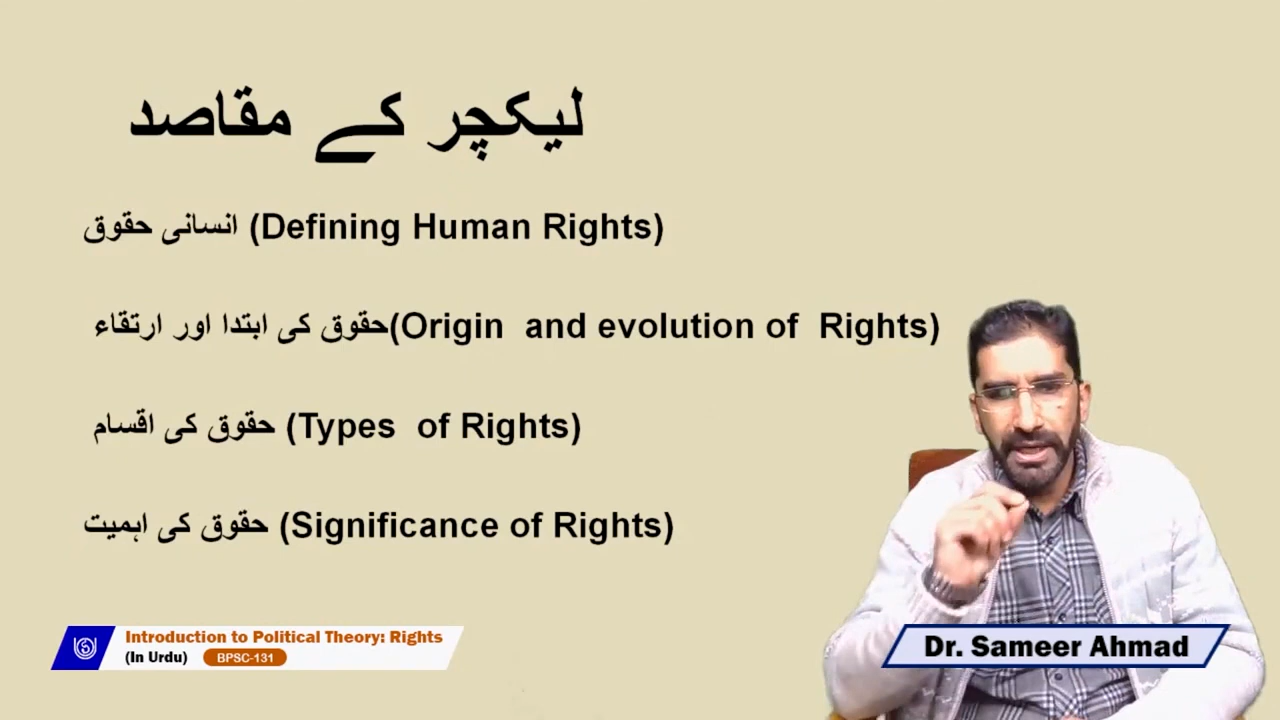 لیکچر کے مقاصد
انسانی حقوق (Defining Human Rights)
حقوق کی ابتدا اور ارتقاء(Origin and evolution of Rights)
حقوق کی اقسام (Types of Rights)
حقوق کی اہمیت (Significance of Rights)
Introduction to Political Theory: Rights
(In Urdu) BPSC-131
Dr. Sameer Ahmad